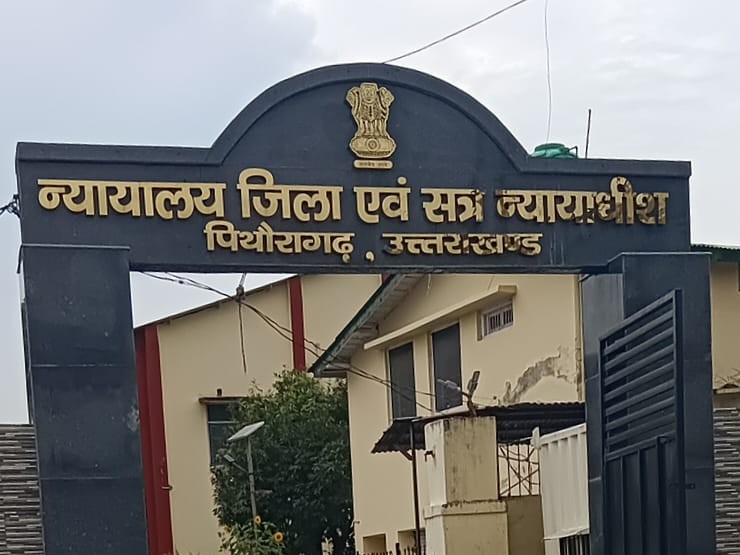 न्यायालय जिला एवं सत्र न्यायाधीश
पिथौरागढ़, उत्तराखण्ड